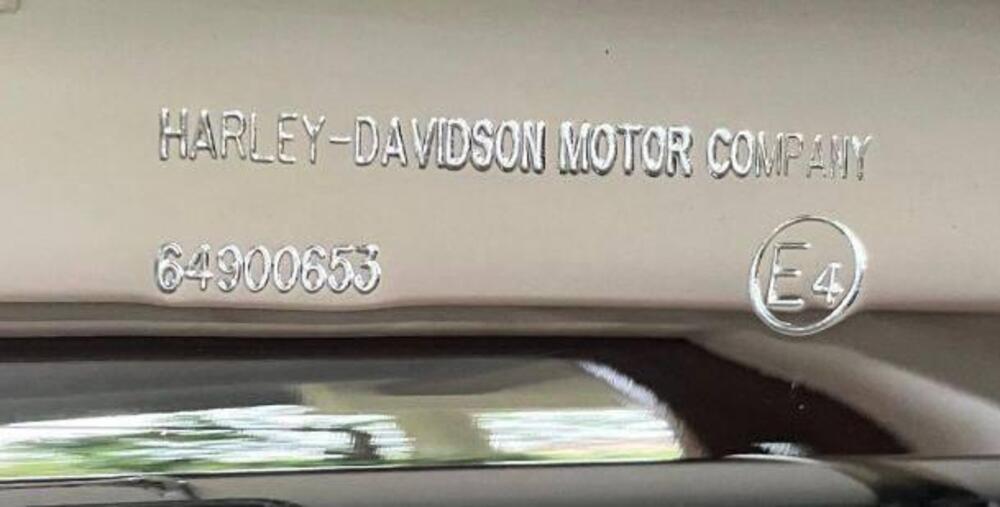 HARLEY-DAVIDSON MOTOR COMPANY
64900653 E4